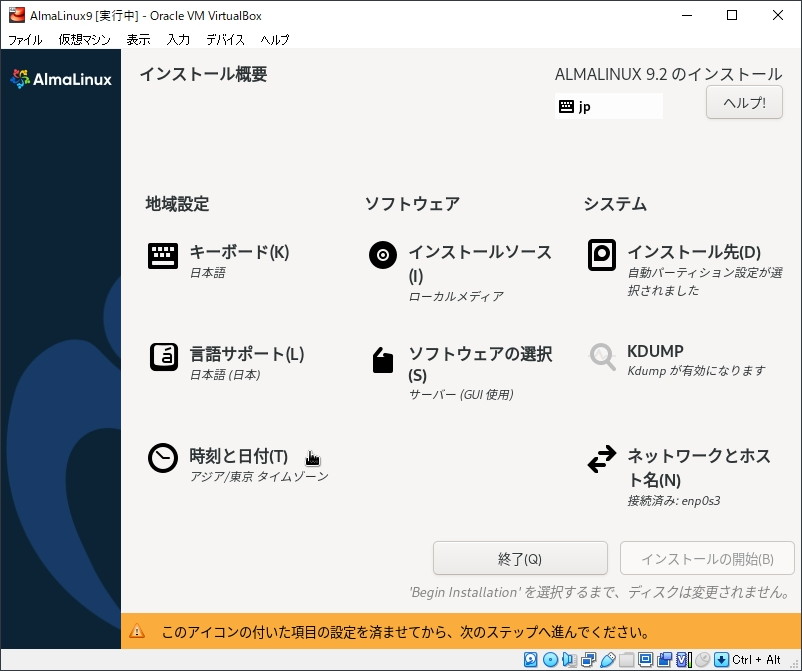 AlmaLinux9 [実行中] - Oracle VM VirtualBox
ファイル 仮想マシン 表示 入力 デバイス ヘルプ
AlmaLinux
インストール概要
ALMALINUX 9.2 のインストール
jp
ヘルプ!
地域設定
キーボード(K)
日本語
言語サポート(L)
日本語 (日本)
時刻と日付(T)
アジア/東京 タイムゾーン
ソフトウェア
インストールソース
(I)
ローカルメディア
ソフトウェアの選択
(S)
サーバー (GUI 使用)
システム
インストール先(D)
自動パーティション設定が選
択されました
KDUMP
Kdump が有効になります
ネットワークとホス
ト名(N)
接続済み: enp0s3
終了(Q)
インストールの開始(B)
'Begin Installation' を選択するまで、ディスクは変更されません。
このアイコンの付いた項目の設定を済ませてから、次のステップへ進んでください。
Ctrl + Alt